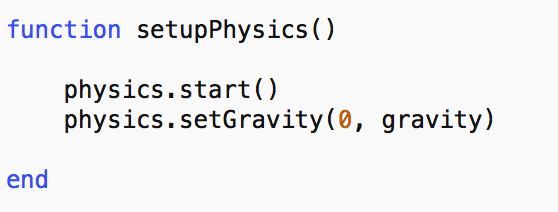 function setupPhysics()
physics.start()
physics.setGravity(0, gravity)
end